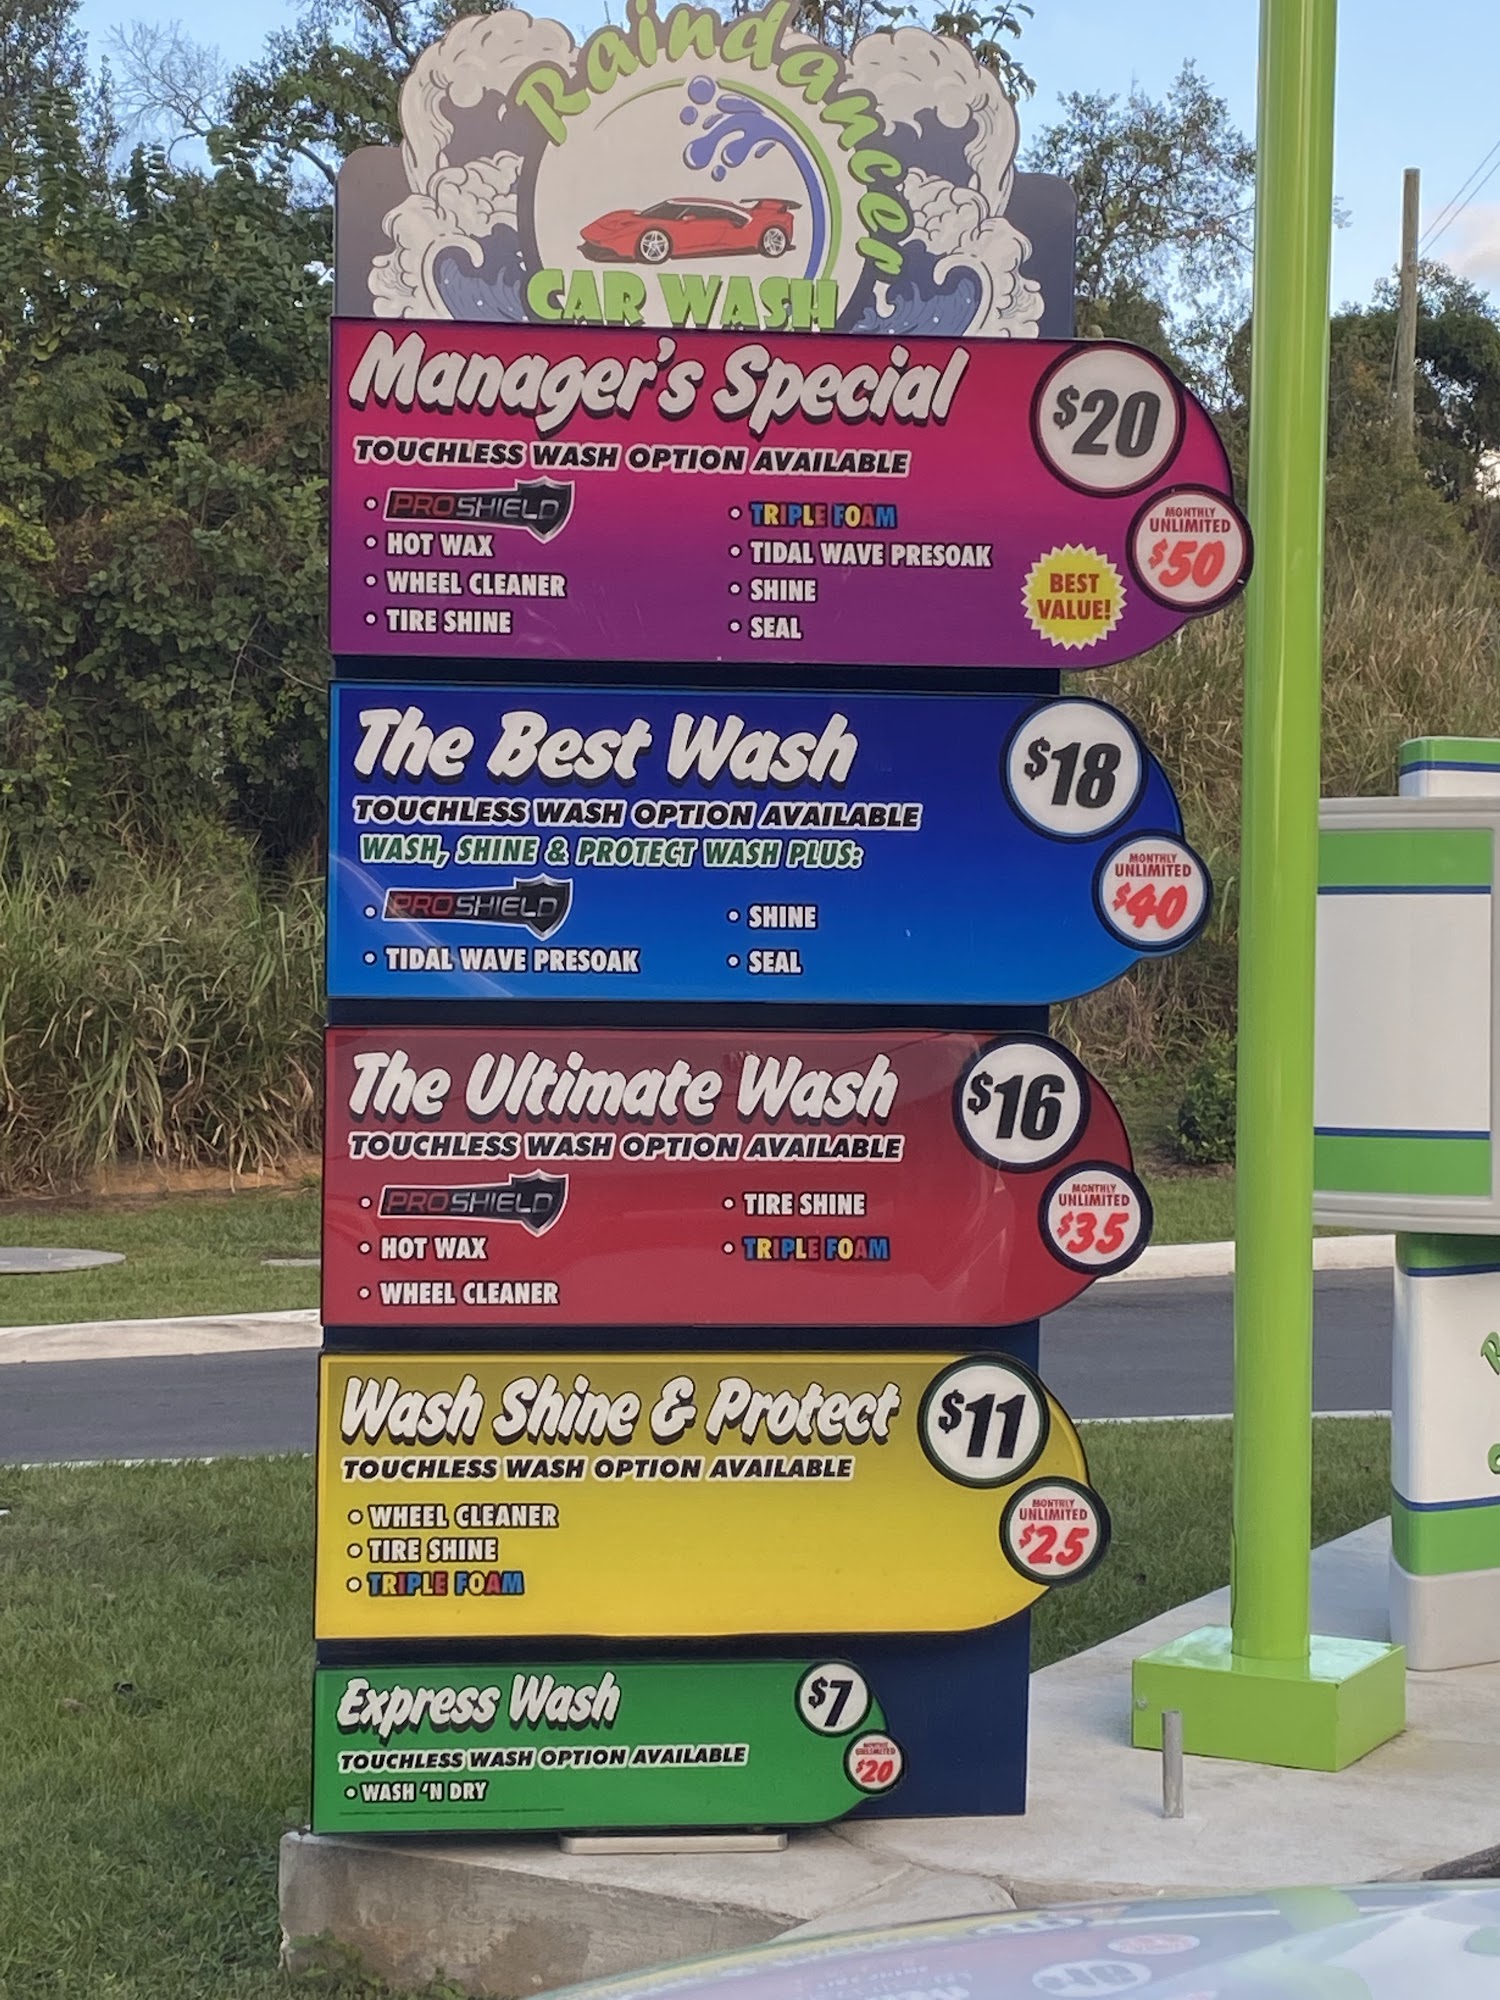 Raindancer
CAR WASH
Manager's Special
$20
TOUCHLESS WASH OPTION AVAILABLE
MONTHLY
UNLIMITED
$50
• PROSHIELD
• HOT WAX
• WHEEL CLEANER
• TIRE SHINE
• TRIPLE FOAM
• TIDAL WAVE PRESOAK
• SHINE
• SEAL
BEST
VALUE!
The Best Wash
$18
TOUCHLESS WASH OPTION AVAILABLE
WASH, SHINE & PROTECT WASH PLUS:
MONTHLY
UNLIMITED
$40
• PROSHIELD
• TIDAL WAVE PRESOAK
• SHINE
• SEAL
The Ultimate Wash
$16
TOUCHLESS WASH OPTION AVAILABLE
MONTHLY
UNLIMITED
$35
• PROSHIELD
• HOT WAX
• WHEEL CLEANER
• TIRE SHINE
• TRIPLE FOAM
Wash Shine & Protect
$11
TOUCHLESS WASH OPTION AVAILABLE
MONTHLY
UNLIMITED
$25
• WHEEL CLEANER
• TIRE SHINE
• TRIPLE FOAM
Express Wash
$7
TOUCHLESS WASH OPTION AVAILABLE
MONTHLY
UNLIMITED
$20
• WASH 'N DRY